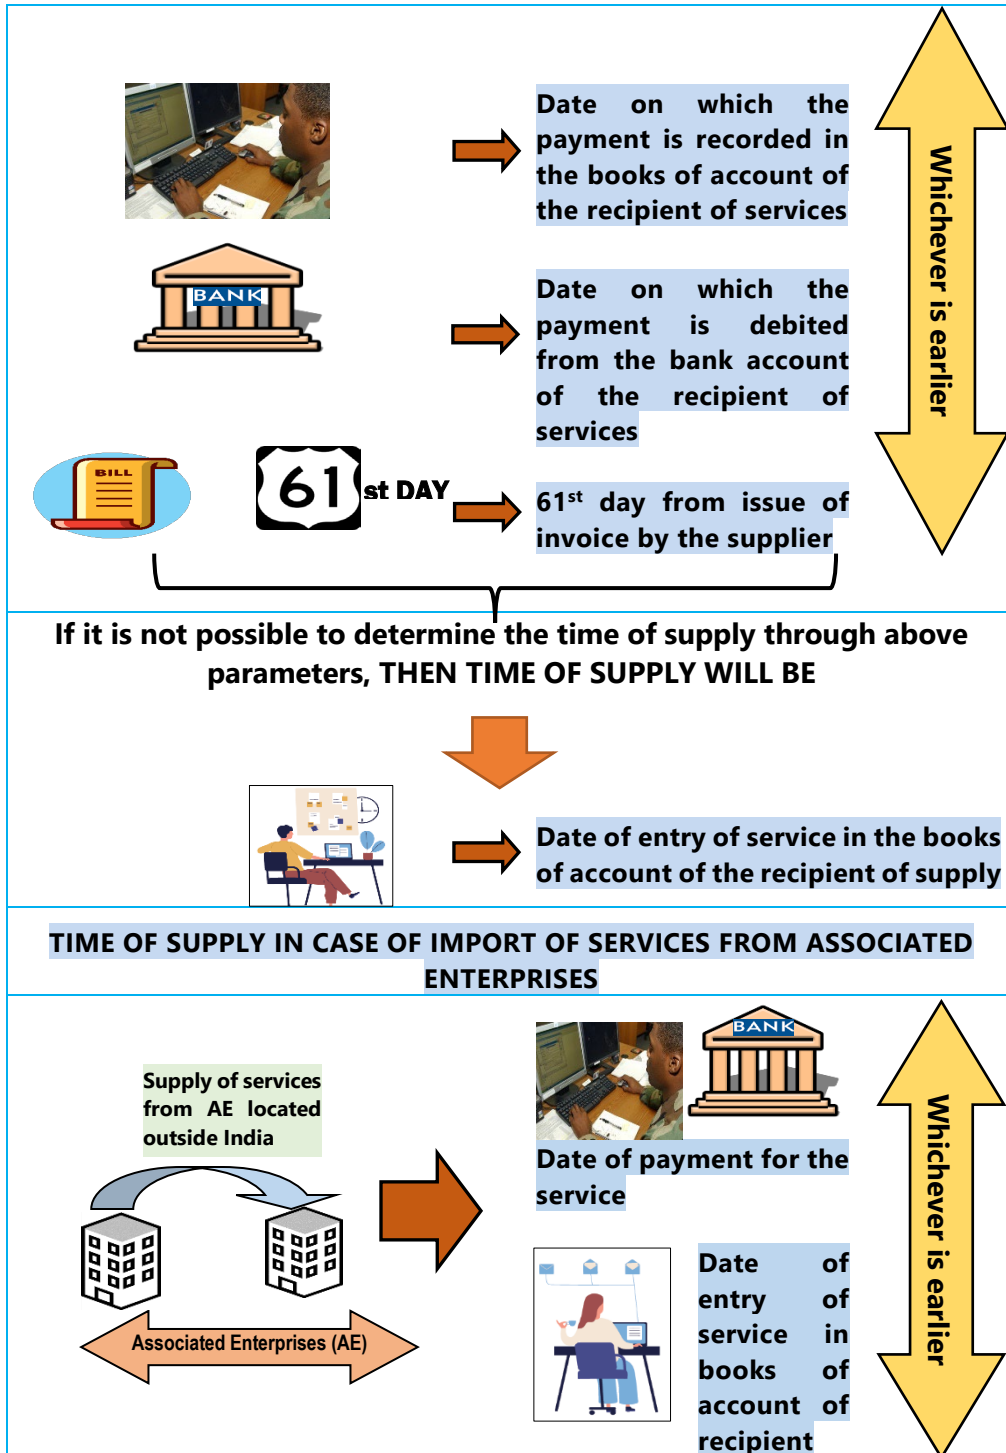 Date on which the
payment is recorded in
the books of account of
the recipient of services
Whichever is earlier
BANK
Date on which the
payment is debited
from the bank account
of the recipient of
services
BILL
61 st DAY
61st day from issue of
invoice by the supplier
If it is not possible to determine the time of supply through above
parameters, THEN TIME OF SUPPLY WILL BE
Date of entry of service in the books
of account of the recipient of supply
TIME OF SUPPLY IN CASE OF IMPORT OF SERVICES FROM ASSOCIATED
ENTERPRISES
BANK
Supply of services
from AE located
outside India
Date of payment for the
service
Whichever is earlier
Associated Enterprises (AE)
Date of
entry of
service in
books of
account of
recipient